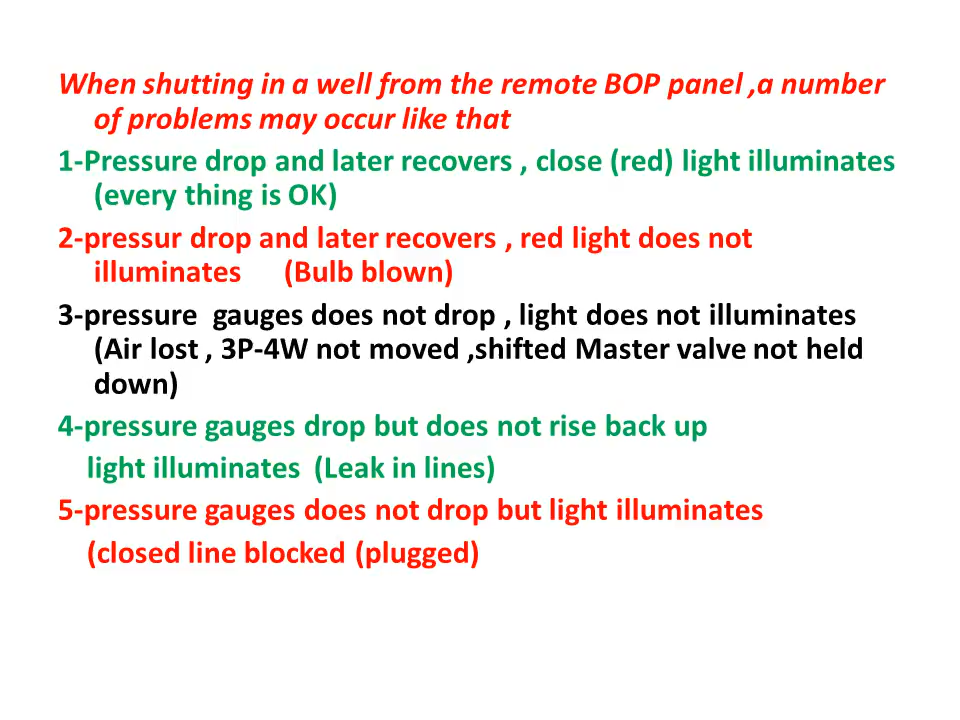 When shutting in a well from the remote BOP panel ,a number
of problems may occur like that
1-Pressure drop and later recovers , close (red) light illuminates
(every thing is OK)
2-pressur drop and later recovers , red light does not
illuminates (Bulb blown)
3-pressure gauges does not drop , light does not illuminates
(Air lost , 3P-4W not moved ,shifted Master valve not held
down)
4-pressure gauges drop but does not rise back up
light illuminates (Leak in lines)
5-pressure gauges does not drop but light illuminates
(closed line blocked (plugged)